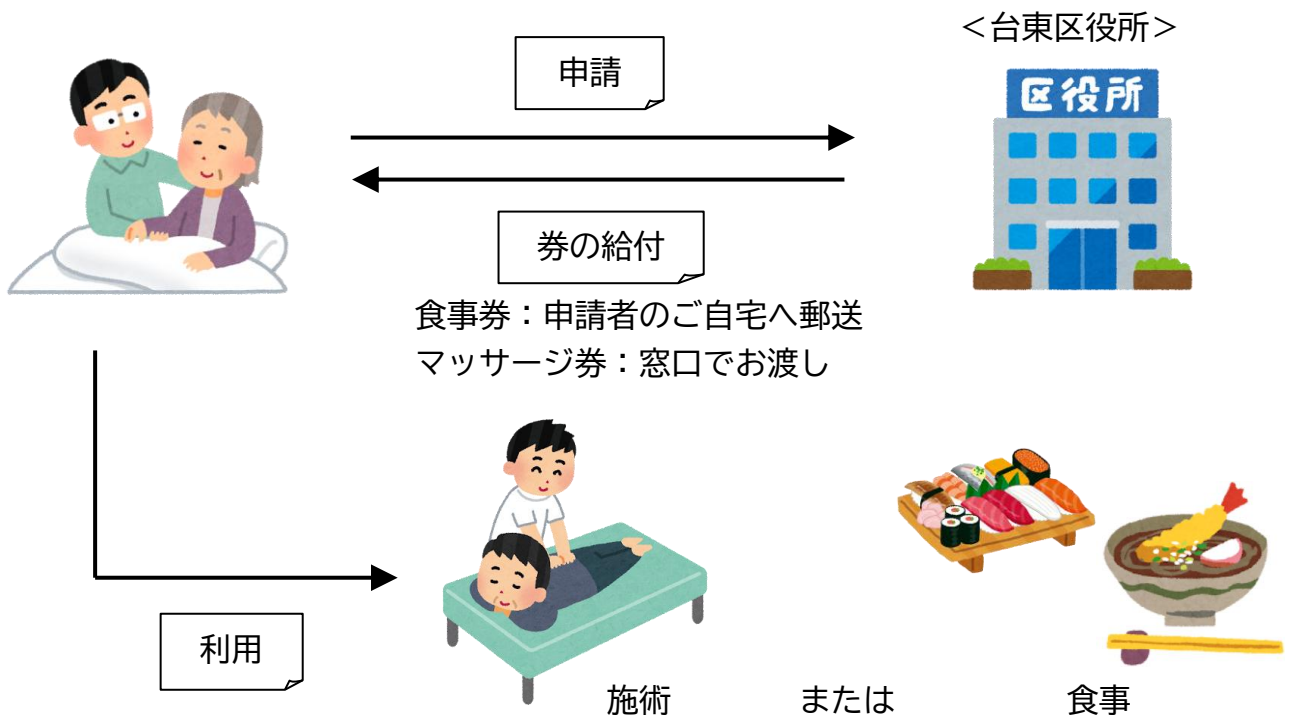 <台東区役所>
申請
区役所
券の給付
食事券：申請者のご自宅へ郵送
マッサージ券：窓口でお渡し
利用
施術 または 食事